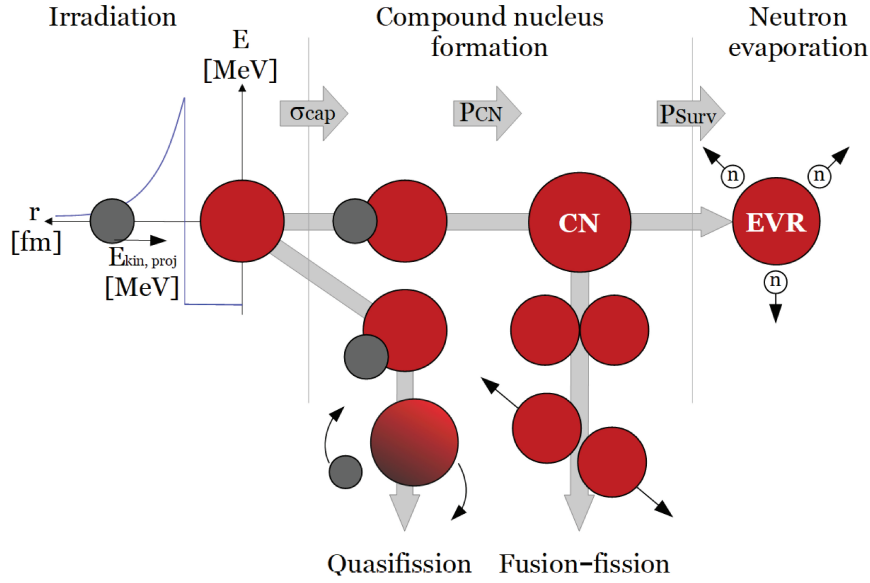 Irradiation
Compound nucleus
formation
Neutron
evaporation
E
[MeV]
σcap
PCN
PSurv
n
n
r
[fm]
CN
EVR
Ekin, proj
[MeV]
n
Quasifission
Fusion–fission